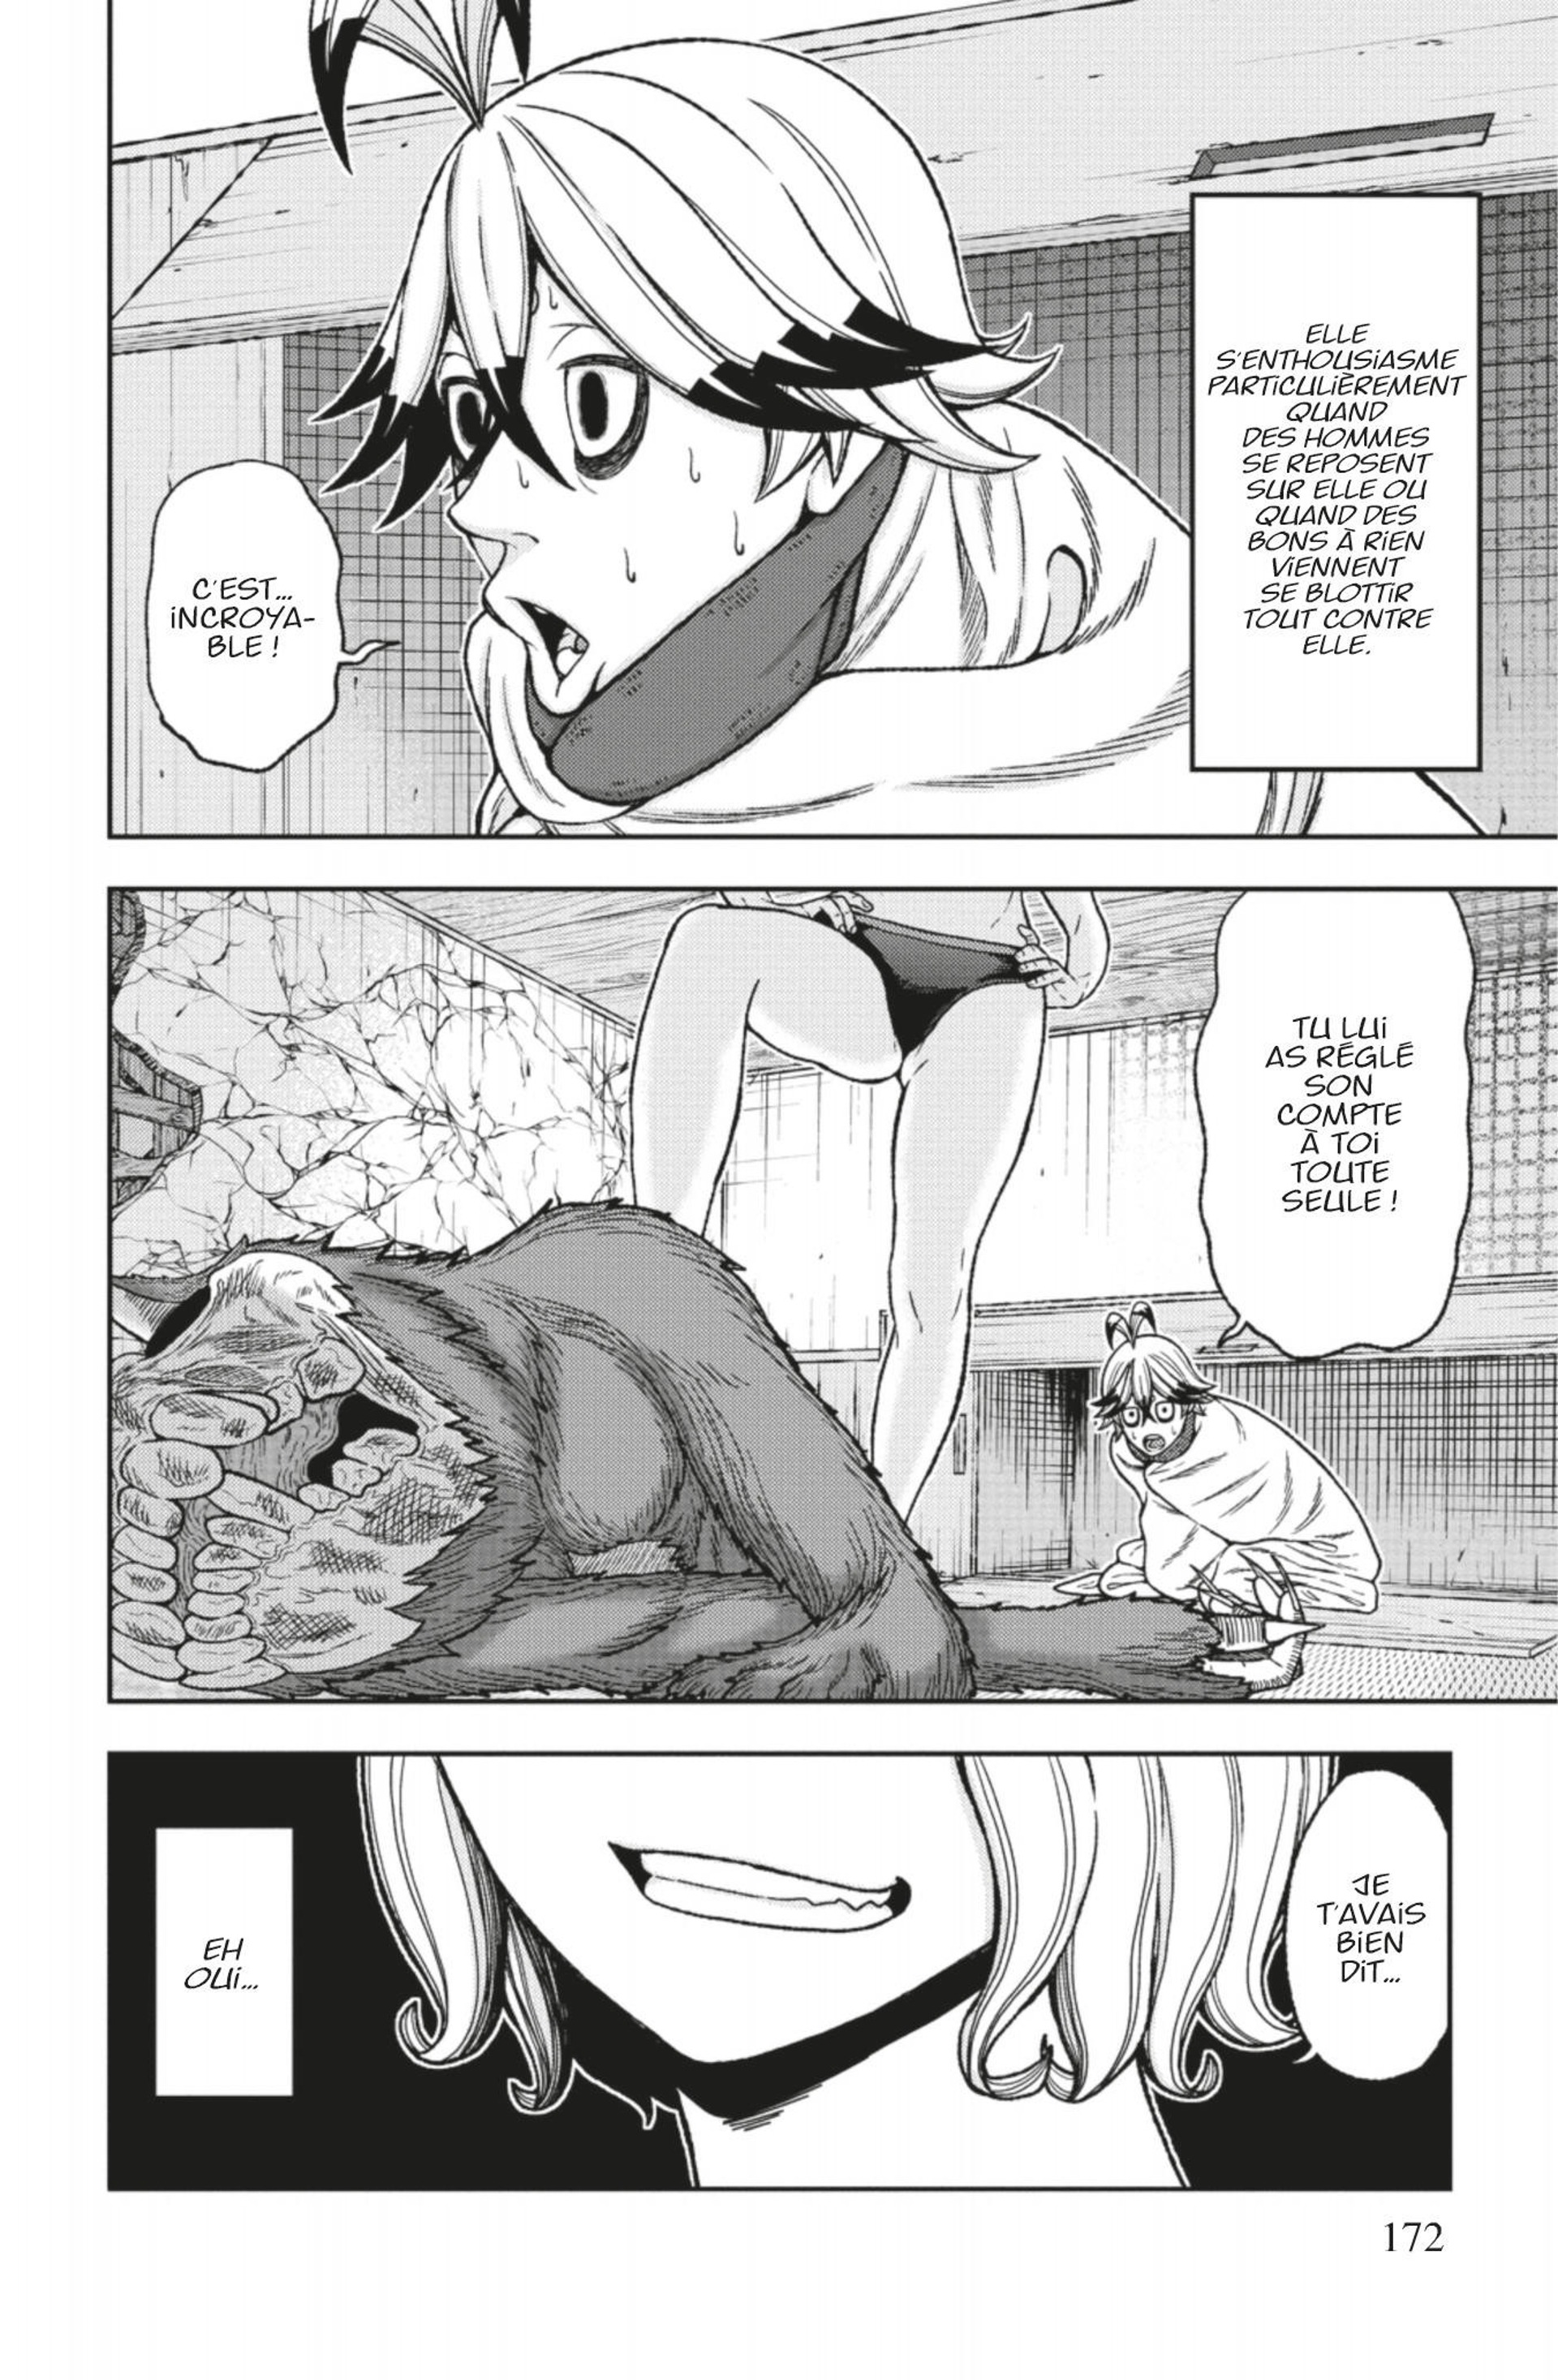 ELLE
S'ENTHOUSIASME
PARTICULIÈREMENT
QUAND
DES HOMMES
SE REPOSENT
SUR ELLE OU
QUAND DES
BONS À RIEN
VIENNENT
SE BLOTTIR
TOUT CONTRE
ELLE.
C'EST...
INCROYA-
BLE !
TU LUI
AS RÉGLÉ
SON
COMPTE
À TOI
TOUTE
SEULE !
JE
T'AVAIS
BIEN
DIT...
EH
OUI...
172